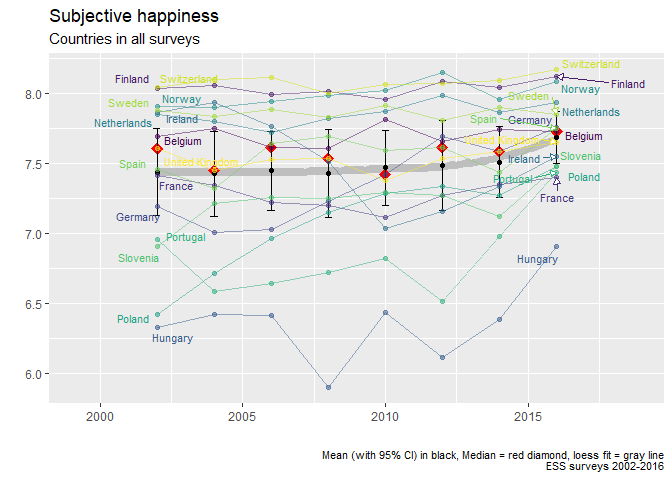 Subjective happiness
Countries in all surveys
Switzerland
Finland
Switzerland
Finland
Norway
Sweden
Norway
Sweden
Netherlands
Ireland
Netherlands
Germany
Belgium
Belgium
Spain
United Kingdom
Spain
United Kingdom
Ireland
Slovenia
France
Portugal
Poland
France
Germany
Portugal
Slovenia
Hungary
Poland
Hungary
8.0
7.5
7.0
6.5
6.0
2000
2005
2010
2015
Mean (with 95% CI) in black, Median = red diamond, loess fit = gray line
ESS surveys 2002-2016